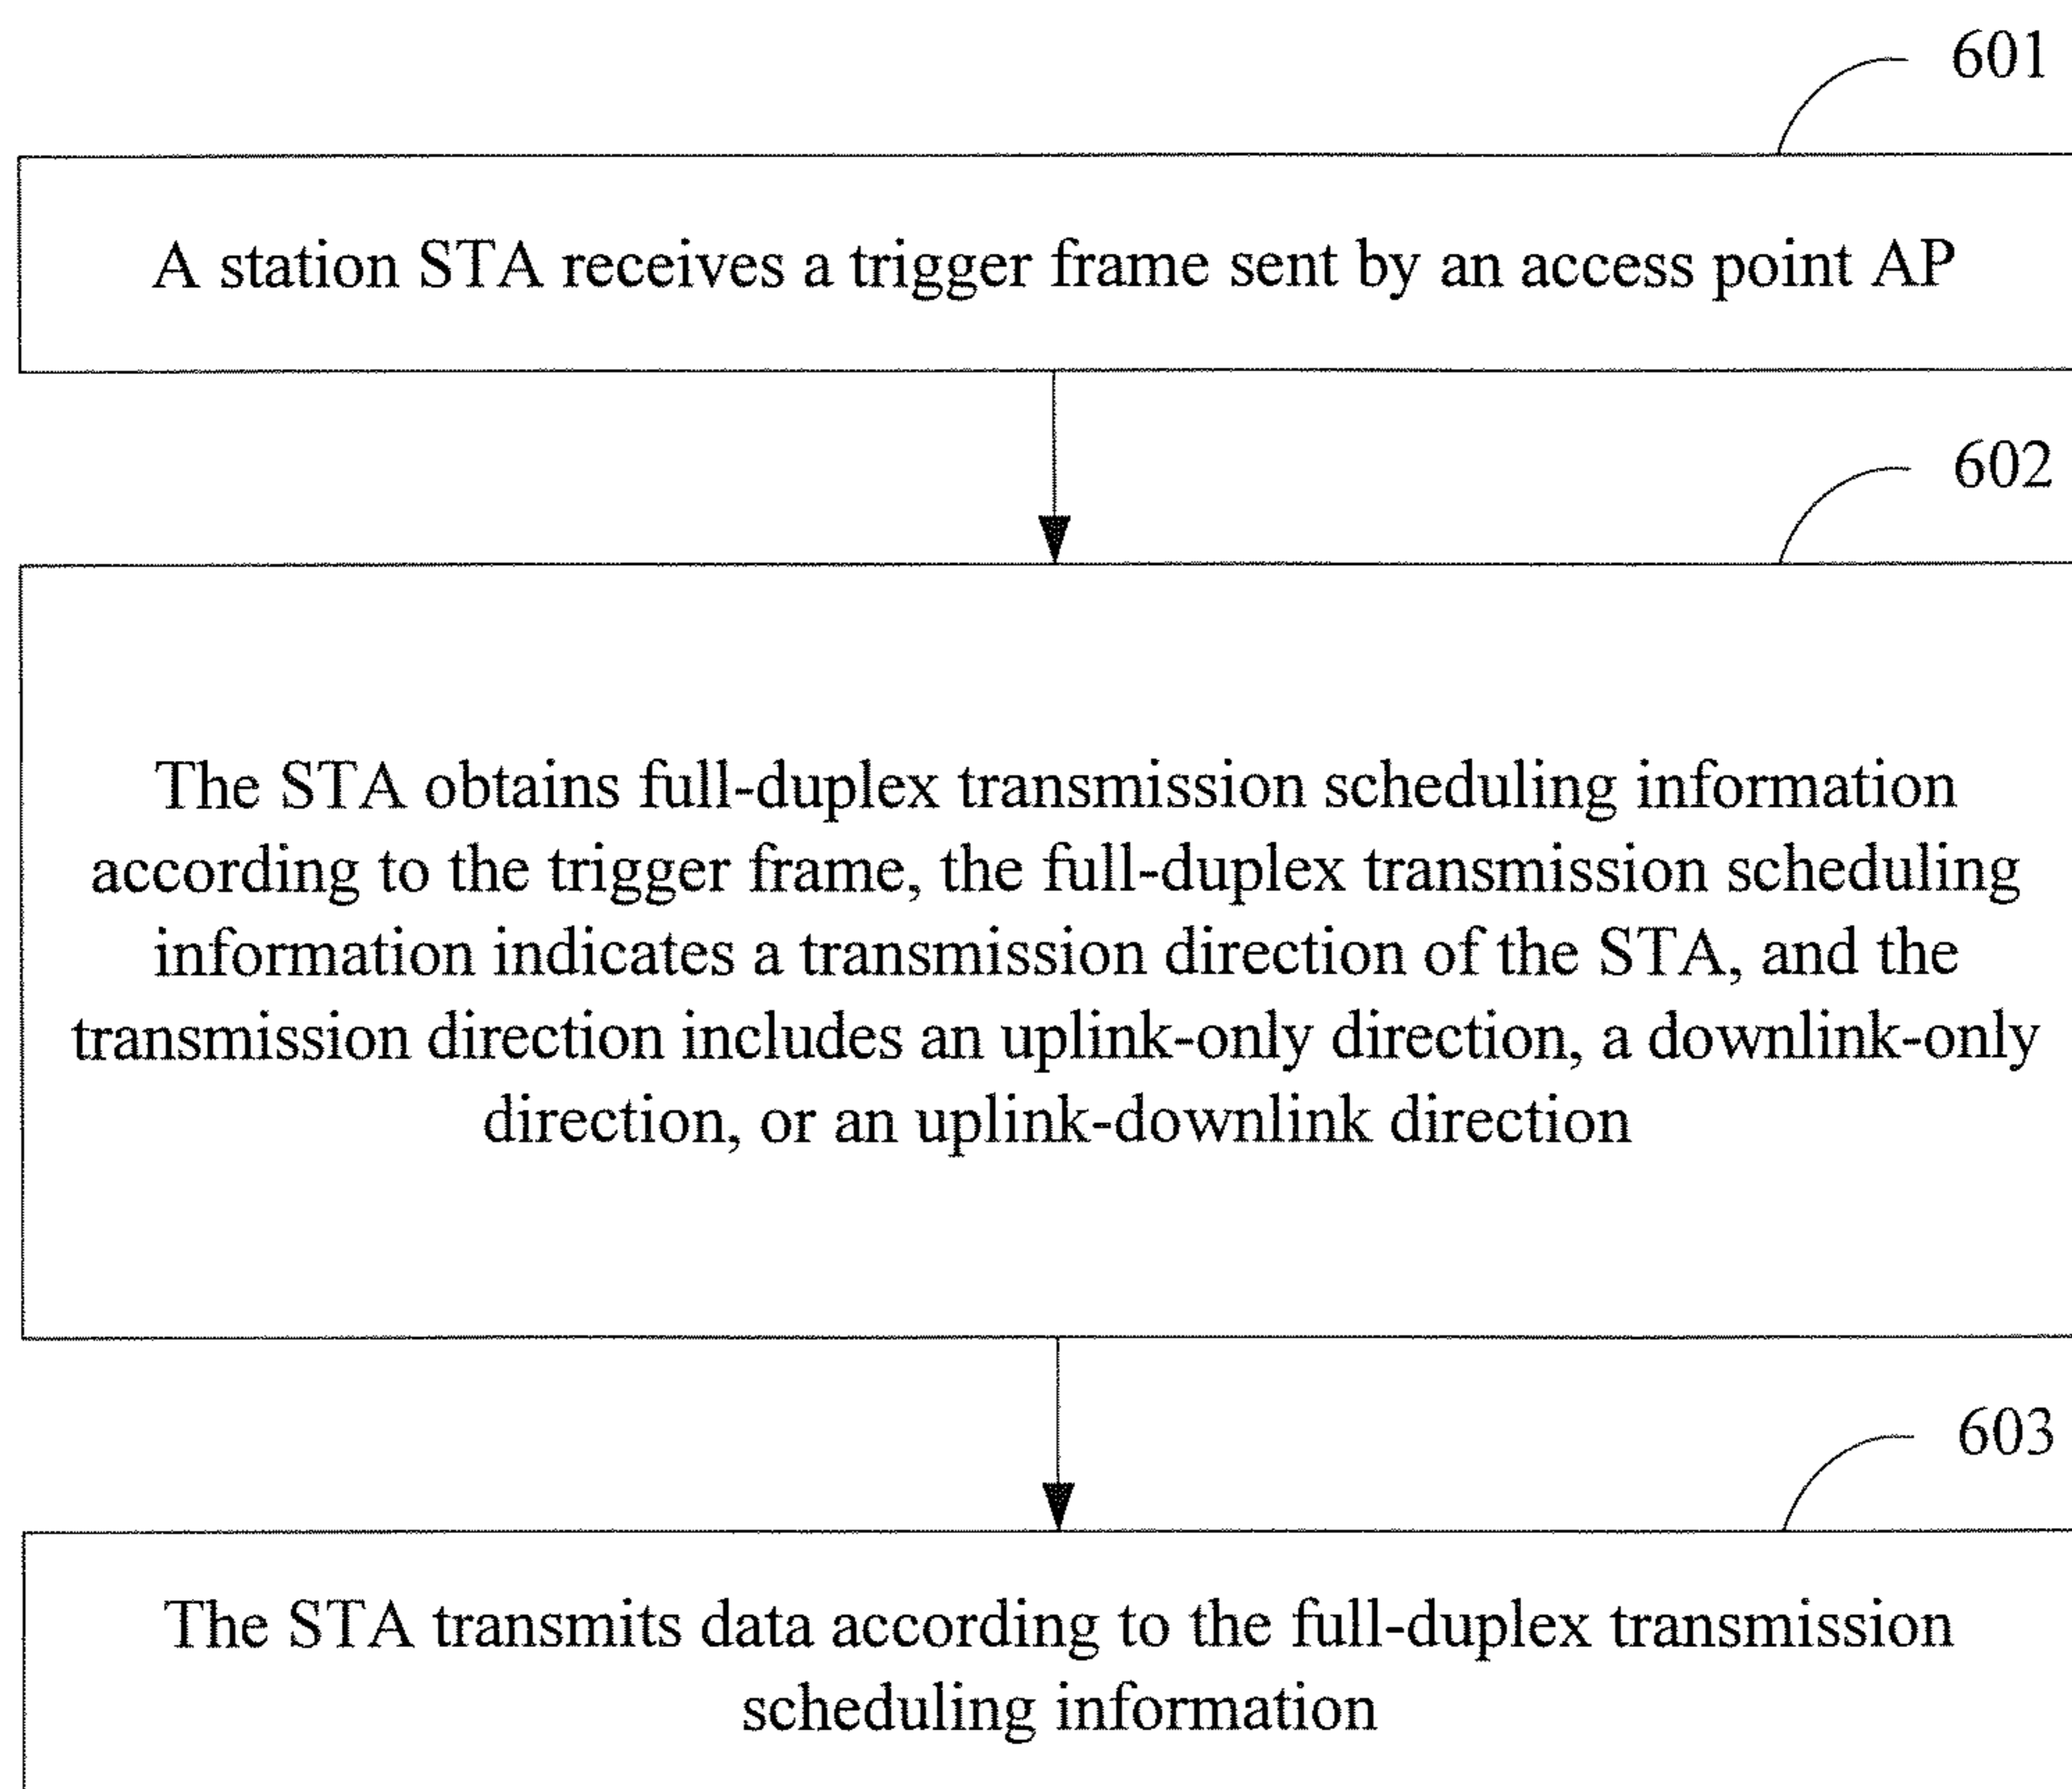 601
A station STA receives a trigger frame sent by an access point AP
602
The STA obtains full-duplex transmission scheduling information
according to the trigger frame, the full-duplex transmission scheduling
information indicates a transmission direction of the STA, and the
transmission direction includes an uplink-only direction, a downlink-only
direction, or an uplink-downlink direction
603
The STA transmits data according to the full-duplex transmission
scheduling information